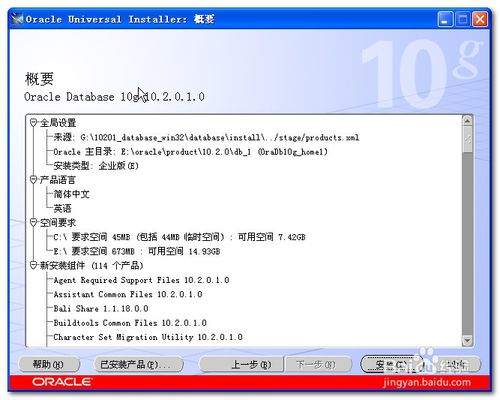 Oracle Universal Installer: 概要
10g
概要
Oracle Database 10g 10.2.0.1.0
全局设置
来源: G:\10201_database_win32\database\install\../stage/products.xml
Oracle 主目录: E:\oracle\product\10.2.0\db_1 (OraDb10g_home1)
安装类型: 企业版(E)
产品语言
简体中文
英语
空间要求
C:\ 要求空间 45MB (包括 44MB 临时空间) : 可用空间 7.42GB
E:\ 要求空间 673MB : 可用空间 14.93GB
新安装组件 (114 个产品)
Agent Required Support Files 10.2.0.1.0
Assistant Common Files 10.2.0.1.0
Bali Share 1.1.18.0.0
Buildtools Common Files 10.2.0.1.0
Character Set Migration Utility 10.2.0.1.0
帮助(H) 已安装产品(P)... 上一步(B) 下一步(N)
ORACLE
jingyan.baidu.com